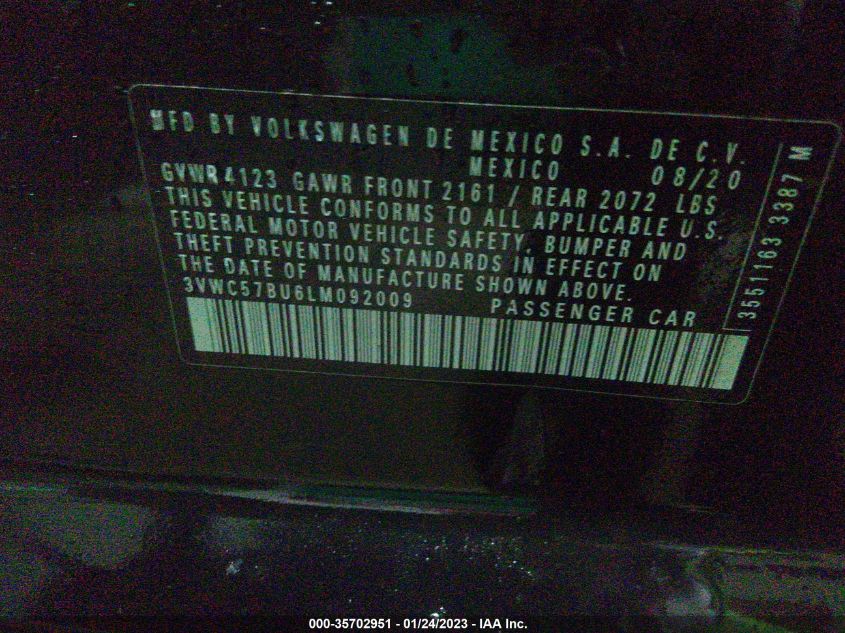 MFD BY VOLKSWAGEN DE MEXICO S.A. DE C.V.
MEXICO 08/20
GVWR 4123 GAWR FRONT 2161 / REAR 2072 LBS
THIS VEHICLE CONFORMS TO ALL APPLICABLE U.S.
FEDERAL MOTOR VEHICLE SAFETY, BUMPER AND
THEFT PREVENTION STANDARDS IN EFFECT ON
THE DATE OF MANUFACTURE SHOWN ABOVE.
3VWC57BU6LM092009 PASSENGER CAR
3551163 3387 M
000-35702951 - 01/24/2023 - IAA Inc.